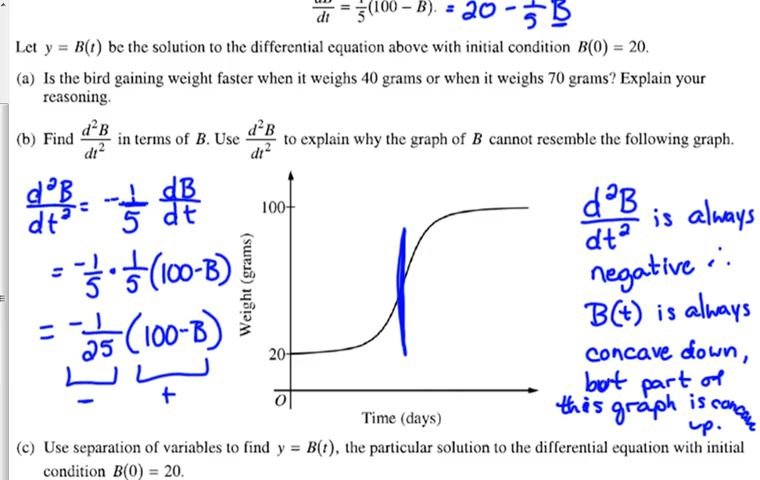 dB/dt = 1/5(100 – B). = 20 - 1/5 B
Let y = B(t) be the solution to the differential equation above with initial condition B(0) = 20.
(a) Is the bird gaining weight faster when it weighs 40 grams or when it weighs 70 grams? Explain your
reasoning.
(b) Find d²B/dt² in terms of B. Use d²B/dt² to explain why the graph of B cannot resemble the following graph.
d²B/dt² = -1/5 dB/dt
= -1/5 · 1/5 (100-B)
= -1/25 (100-B)
- +
100
Weight (grams)
20
O
Time (days)
d²B/dt² is always
negative ∴
B(t) is always
concave down,
but part of
this graph is concave
up.
(c) Use separation of variables to find y = B(t), the particular solution to the differential equation with initial
condition B(0) = 20.